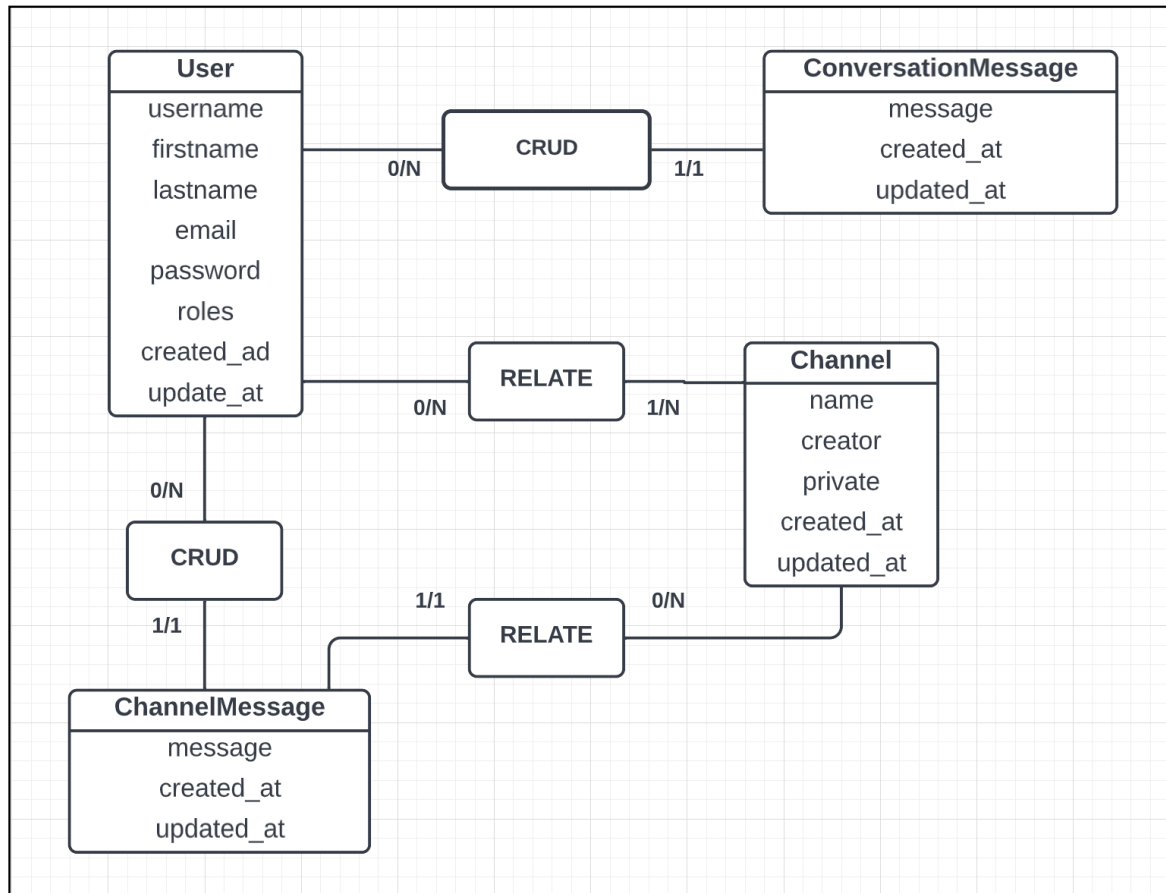 User
username
firstname
lastname
email
password
roles
created_ad
update_at
0/N
CRUD
1/1
ConversationMessage
message
created_at
updated_at
0/N
RELATE
1/N
Channel
name
creator
private
created_at
updated_at
0/N
CRUD
1/1
1/1
RELATE
0/N
ChannelMessage
message
created_at
updated_at